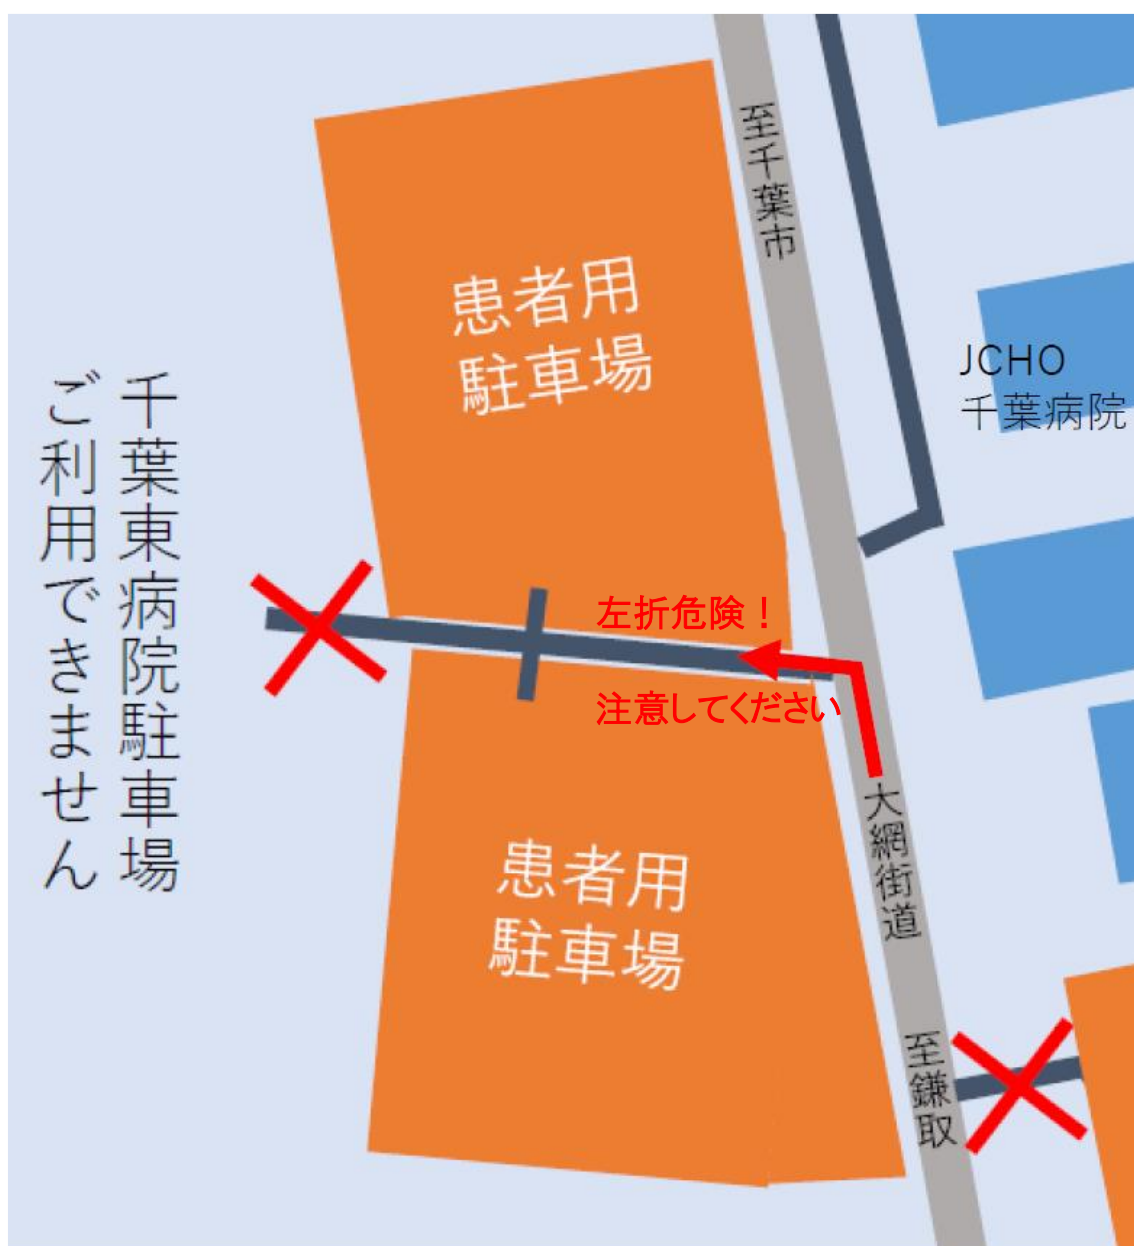 至千葉市
患者用
駐車場
JCHO
千葉病院
千葉東病院駐車場
ご利用できません
左折危険！
注意してください
大網街道
患者用
駐車場
至鎌取